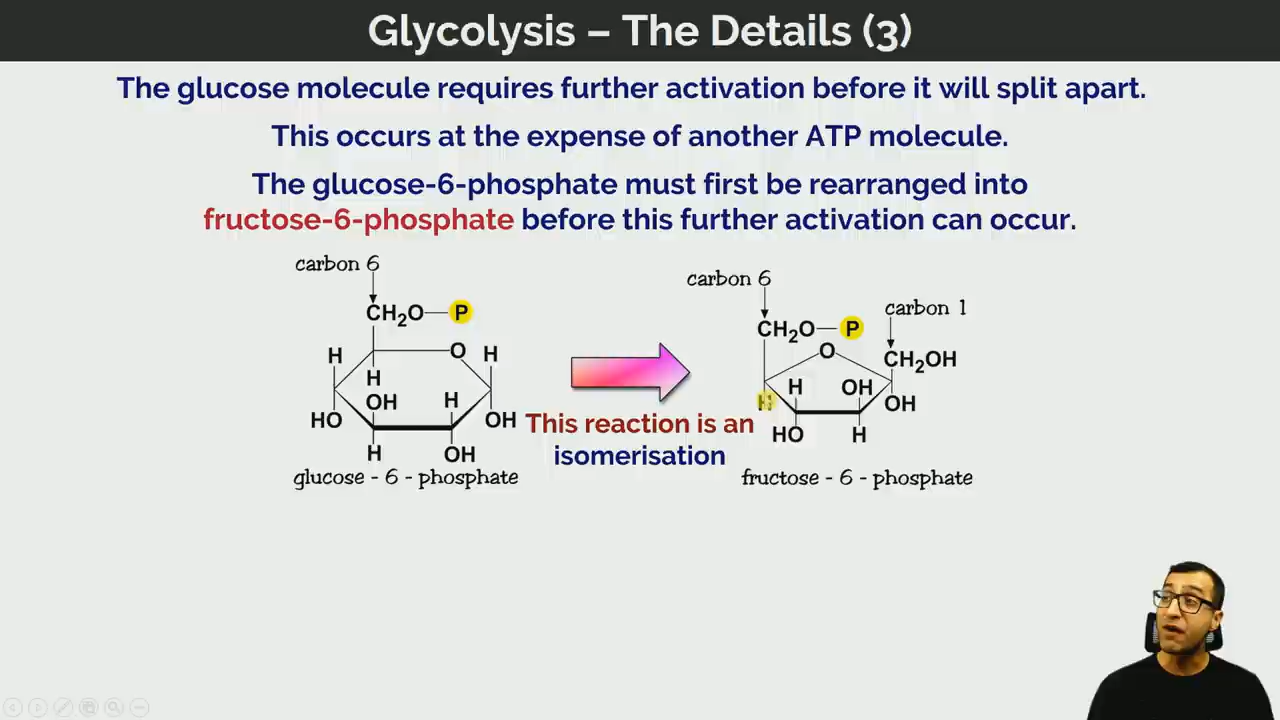 Glycolysis – The Details (3)
The glucose molecule requires further activation before it will split apart.
This occurs at the expense of another ATP molecule.
The glucose-6-phosphate must first be rearranged into
fructose-6-phosphate before this further activation can occur.
carbon 6
CH₂O—P
H
O
H
H
OH
H
HO
OH
H
OH
glucose - 6 - phosphate
This reaction is an
isomerisation
carbon 6
carbon 1
CH₂O—P
O
CH₂OH
H
H
OH
OH
HO
H
fructose - 6 - phosphate